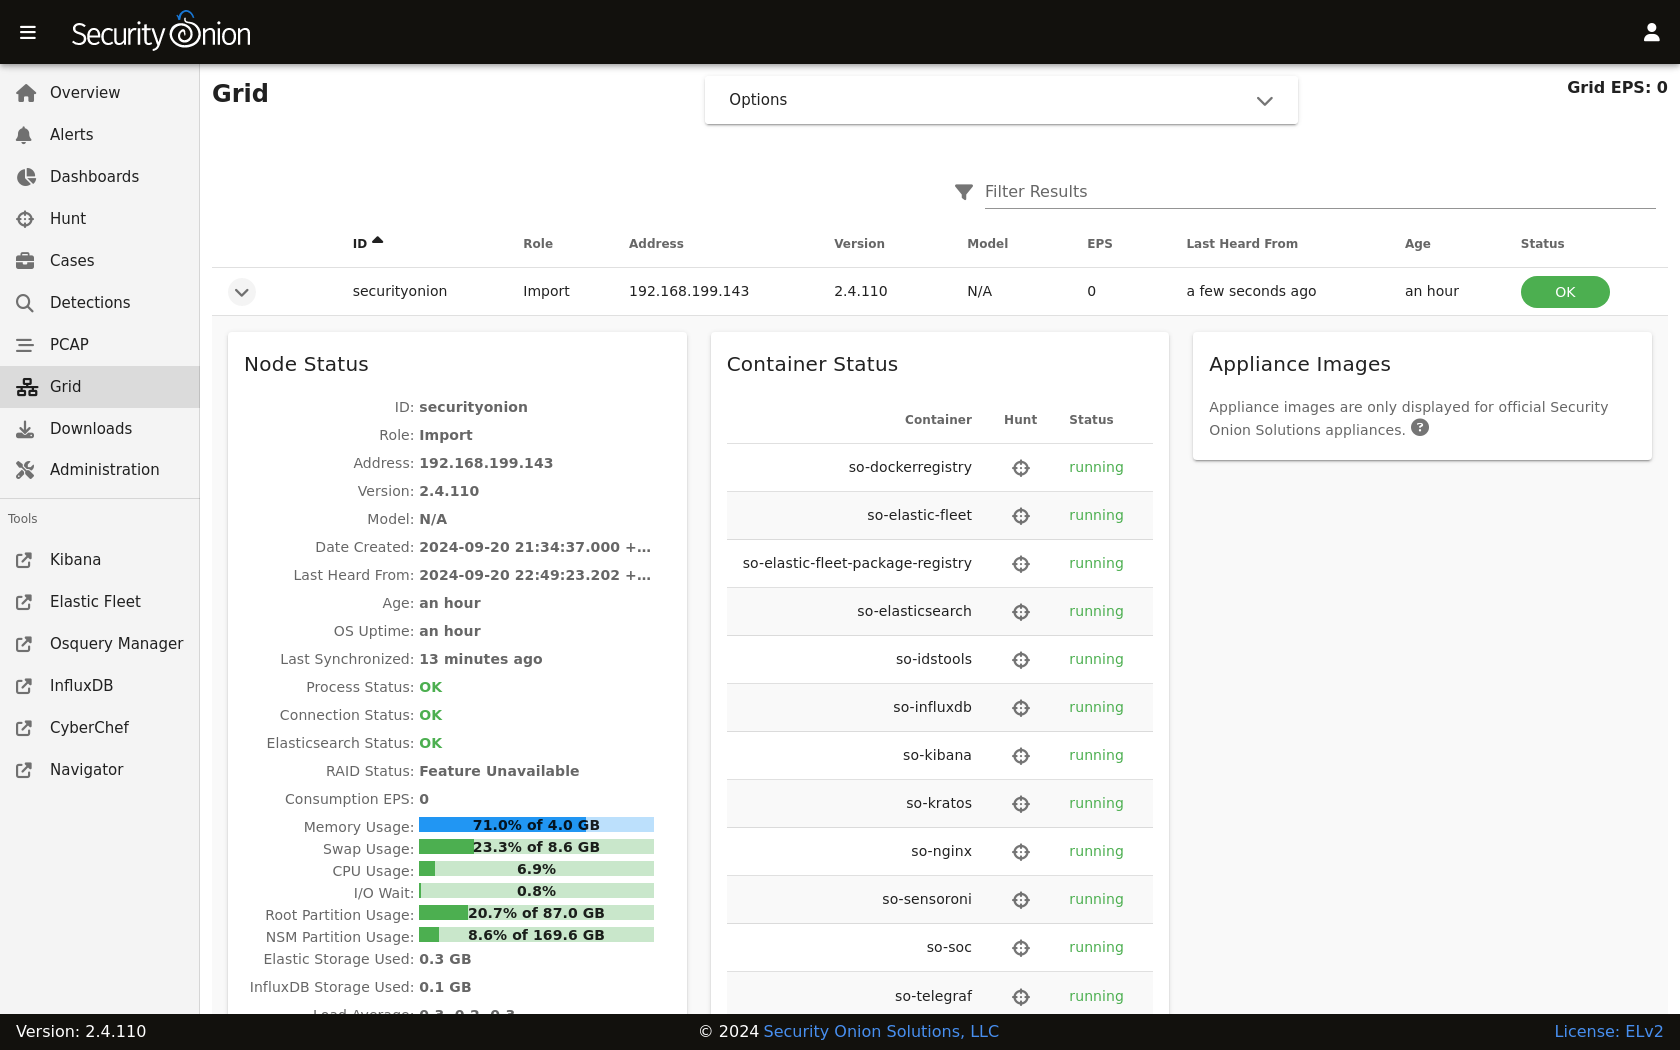 Security Onion
Overview
Alerts
Dashboards
Hunt
Cases
Detections
PCAP
Grid
Downloads
Administration
Tools
Kibana
Elastic Fleet
Osquery Manager
InfluxDB
CyberChef
Navigator
Grid
Options
Grid EPS: 0
Filter Results
ID Role Address Version Model EPS Last Heard From Age Status
securityonion Import 192.168.199.143 2.4.110 N/A 0 a few seconds ago an hour OK
Node Status
ID: securityonion
Role: Import
Address: 192.168.199.143
Version: 2.4.110
Model: N/A
Date Created: 2024-09-20 21:34:37.000 +...
Last Heard From: 2024-09-20 22:49:23.202 +...
Age: an hour
OS Uptime: an hour
Last Synchronized: 13 minutes ago
Process Status: OK
Connection Status: OK
Elasticsearch Status: OK
RAID Status: Feature Unavailable
Consumption EPS: 0
Memory Usage: 71.0% of 4.0 GB
Swap Usage: 23.3% of 8.6 GB
CPU Usage: 6.9%
I/O Wait: 0.8%
Root Partition Usage: 20.7% of 87.0 GB
NSM Partition Usage: 8.6% of 169.6 GB
Elastic Storage Used: 0.3 GB
InfluxDB Storage Used: 0.1 GB
Container Status
Container Hunt Status
so-dockerregistry running
so-elastic-fleet running
so-elastic-fleet-package-registry running
so-elasticsearch running
so-idstools running
so-influxdb running
so-kibana running
so-kratos running
so-nginx running
so-sensoroni running
so-soc running
so-telegraf running
Appliance Images
Appliance images are only displayed for official Security
Onion Solutions appliances.
Version: 2.4.110
© 2024 Security Onion Solutions, LLC
License: ELv2